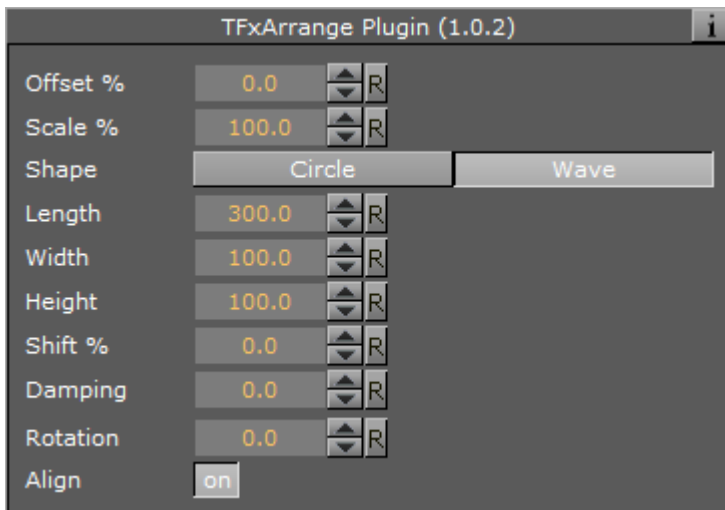 TFxArrange Plugin (1.0.2) i
Offset % 0.0 R
Scale % 100.0 R
Shape Circle Wave
Length 300.0 R
Width 100.0 R
Height 100.0 R
Shift % 0.0 R
Damping 0.0 R
Rotation 0.0 R
Align on